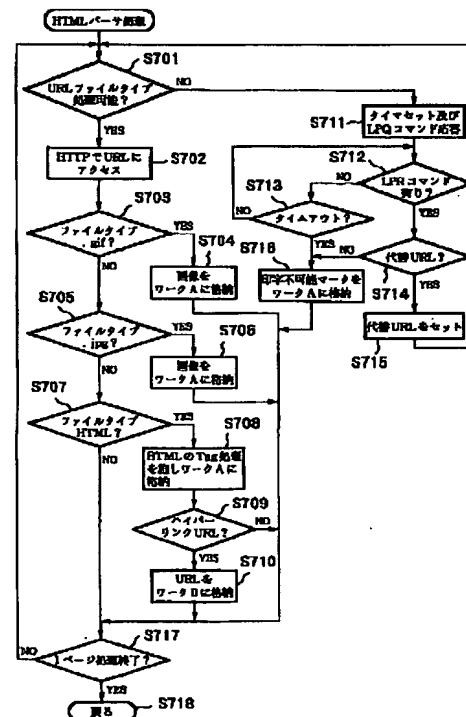 HTMLパーサ処理
S701
URLファイルタイプ
処理可能?
NO
YES
S702
HTTPでURLに
アクセス
S703
ファイルタイプ
.gif?
YES
NO
S704
画像を
ワークAに格納
S705
ファイルタイプ
.jpg?
YES
NO
S706
画像を
ワークAに格納
S707
ファイルタイプ
HTML?
YES
NO
S708
HTMLのTag処理
を施しワークAに
格納
S709
ハイパー
リンクURL?
NO
YES
S710
URLを
ワークBに格納
S711
タイマセット及び
LPQコマンド応答
S712
LPRコマンド
有り?
NO
YES
S713
タイムアウト?
NO
YES
S714
代替URL?
NO
YES
S715
代替URLをセット
S716
印字不可能マークを
ワークAに格納
S717
ページ処理終了?
NO
YES
S718
戻る